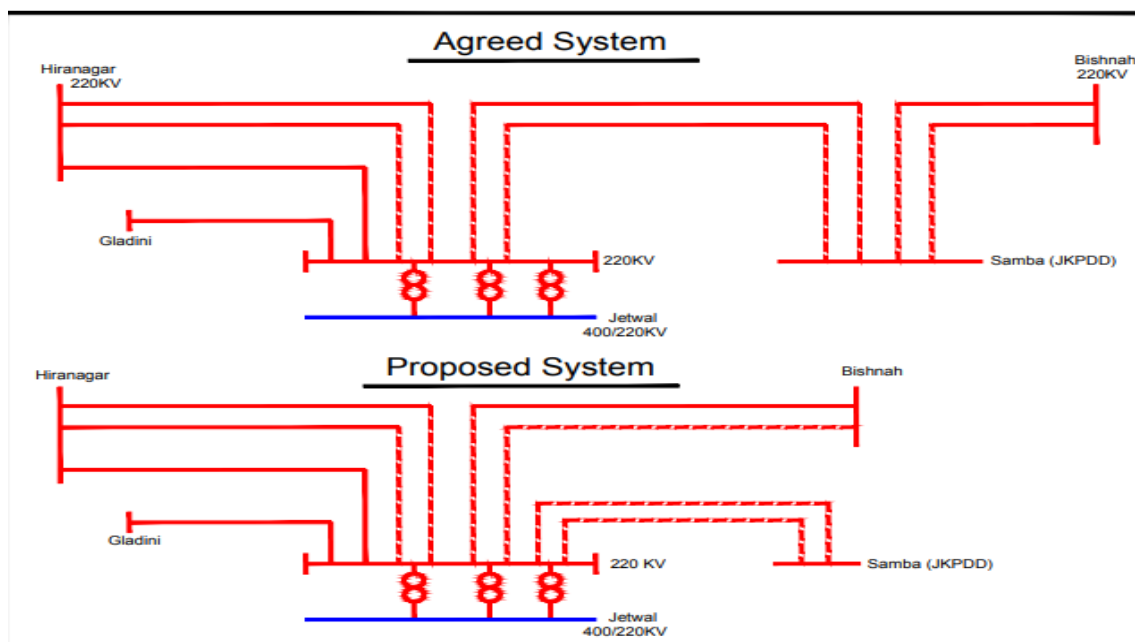 Agreed System
Hiranagar
220KV
Bishnah
220KV
Gladini
220KV
Samba (JKPDD)
Jetwal
400/220KV
Proposed System
Hiranagar
Bishnah
Gladini
220 KV
Samba (JKPDD)
Jetwal
400/220KV